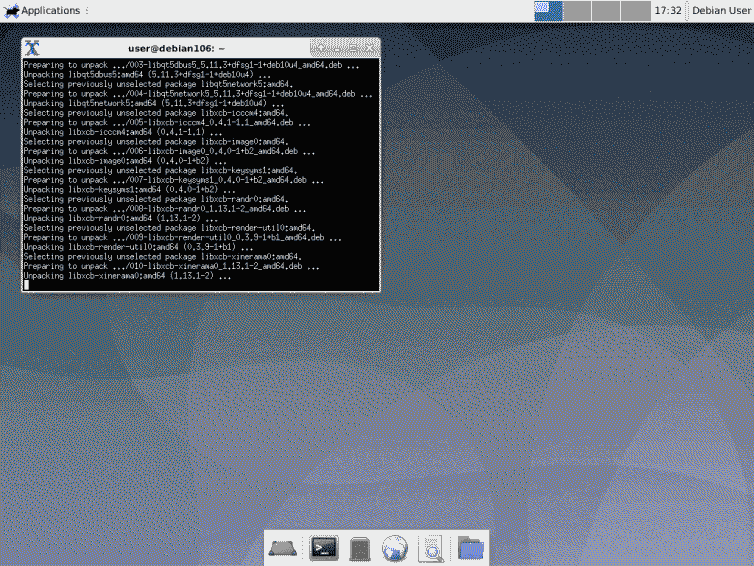 Applications
17:32
Debian User
user@debian106: ~
Preparing to unpack .../003-libqt5dbus5_5.11.3+dfsg1-1+deb10u4_amd64.deb ...
Unpacking libqt5dbus5:amd64 (5.11.3+dfsg1-1+deb10u4) ...
Selecting previously unselected package libqt5network5:amd64.
Preparing to unpack .../004-libqt5network5_5.11.3+dfsg1-1+deb10u4_amd64.deb ...
Unpacking libqt5network5:amd64 (5.11.3+dfsg1-1+deb10u4) ...
Selecting previously unselected package libxcb-icccm4:amd64.
Preparing to unpack .../005-libxcb-icccm4_0.4.1-1.1_amd64.deb ...
Unpacking libxcb-icccm4:amd64 (0.4.1-1.1) ...
Selecting previously unselected package libxcb-image0:amd64.
Preparing to unpack .../006-libxcb-image0_0.4.0-1+b2_amd64.deb ...
Unpacking libxcb-image0:amd64 (0.4.0-1+b2) ...
Selecting previously unselected package libxcb-keysyms1:amd64.
Preparing to unpack .../007-libxcb-keysyms1_0.4.0-1+b2_amd64.deb ...
Unpacking libxcb-keysyms1:amd64 (0.4.0-1+b2) ...
Selecting previously unselected package libxcb-randr0:amd64.
Preparing to unpack .../008-libxcb-randr0_1.13.1-2_amd64.deb ...
Unpacking libxcb-randr0:amd64 (1.13.1-2) ...
Selecting previously unselected package libxcb-render-util0:amd64.
Preparing to unpack .../009-libxcb-render-util0_0.3.9-1+b1_amd64.deb ...
Unpacking libxcb-render-util0:amd64 (0.3.9-1+b1) ...
Selecting previously unselected package libxcb-xinerama0:amd64.
Preparing to unpack .../010-libxcb-xinerama0_1.13.1-2_amd64.deb ...
Unpacking libxcb-xinerama0:amd64 (1.13.1-2) ...